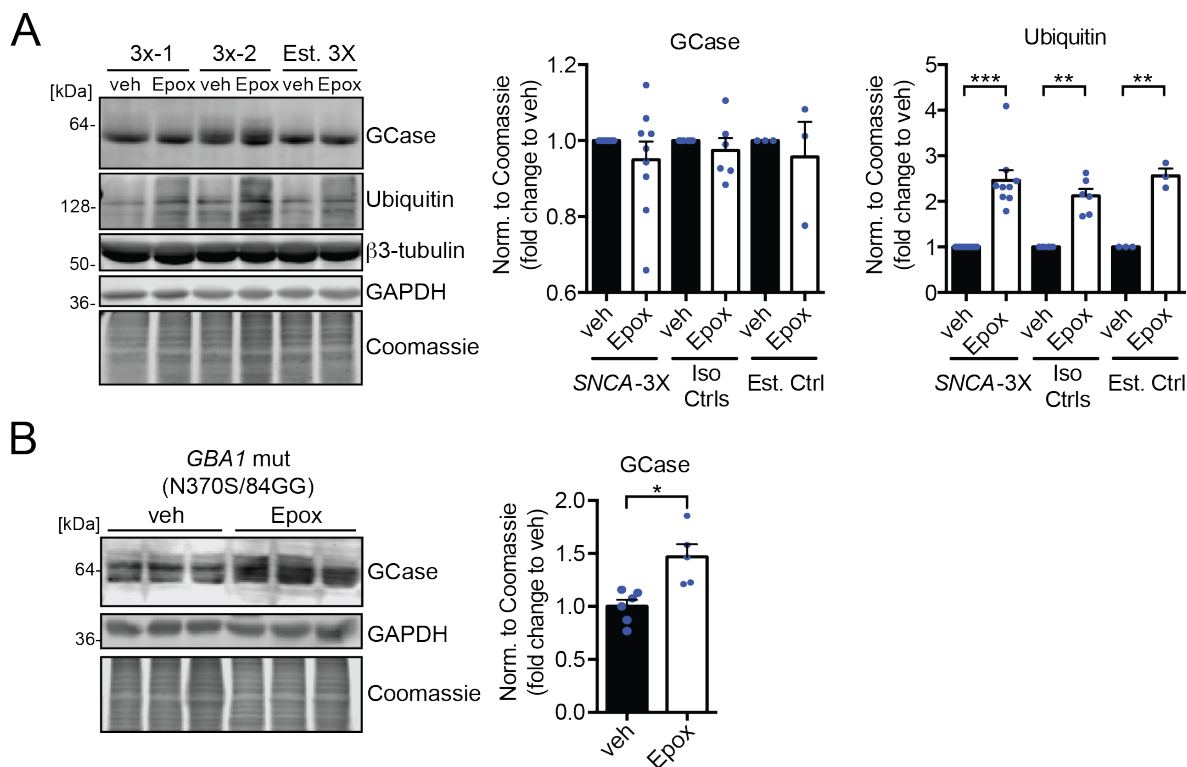 A
3x-1 3x-2 Est. 3X
veh Epox veh Epox veh Epox
[kDa]
64-
GCase
128-
Ubiquitin
50-
β3-tubulin
36-
GAPDH
Coomassie
GCase
Norm. to Coomassie
(fold change to veh)
1.2
1.0
0.8
0.6
veh Epox veh Epox veh Epox
SNCA-3X Iso Ctrls Est. Ctrl
Ubiquitin
Norm. to Coomassie
(fold change to veh)
5
4
3
2
1
0
*** ** **
veh Epox veh Epox veh Epox
SNCA-3X Iso Ctrls Est. Ctrl
B
GBA1 mut
(N370S/84GG)
veh Epox
[kDa]
64-
GCase
36-
GAPDH
Coomassie
GCase
Norm. to Coomassie
(fold change to veh)
2.0
1.5
1.0
0.5
0.0
*
veh Epox